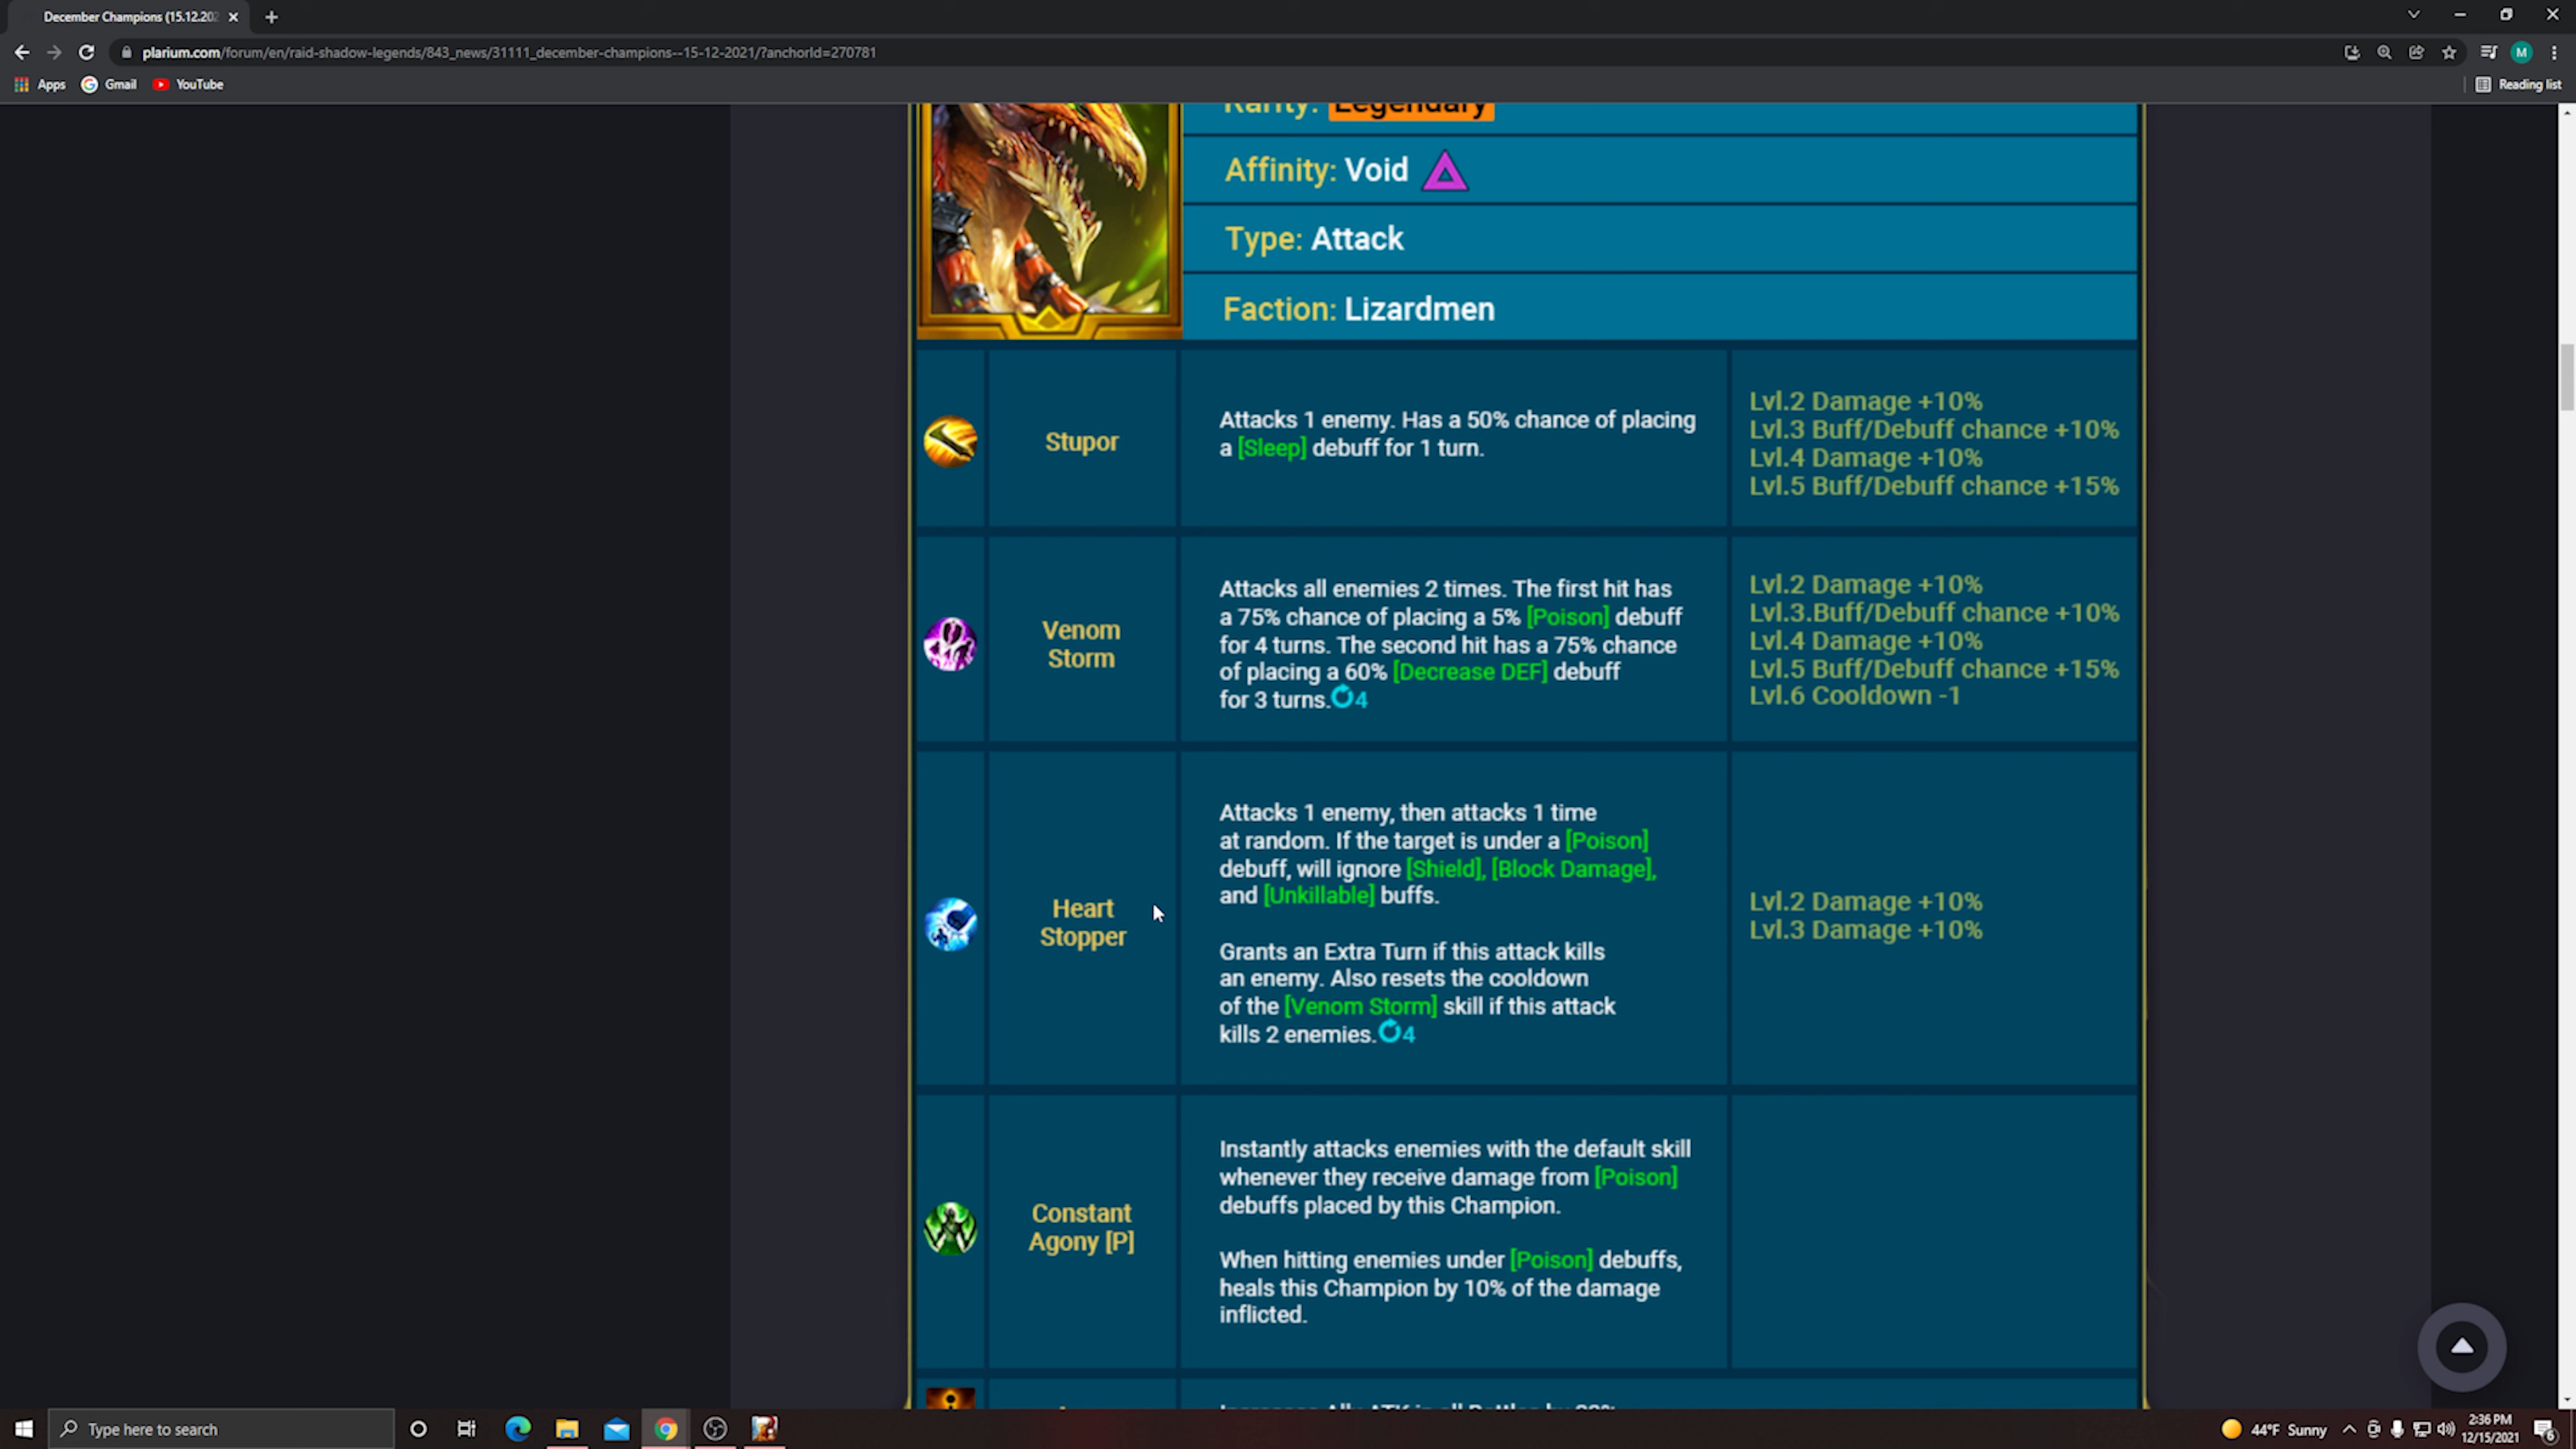 December Champions (15.12.202
plarium.com/forum/en/raid-shadow-legends/843_news/31111_december-champions--15-12-2021/?anchorId=270781
M
Apps
Gmail
YouTube
Reading list
Rarity: Legendary
Affinity: Void
Type: Attack
Faction: Lizardmen
Stupor
Attacks 1 enemy. Has a 50% chance of placing
a [Sleep] debuff for 1 turn.
Lvl.2 Damage +10%
Lvl.3 Buff/Debuff chance +10%
Lvl.4 Damage +10%
Lvl.5 Buff/Debuff chance +15%
Venom
Storm
Attacks all enemies 2 times. The first hit has
a 75% chance of placing a 5% [Poison] debuff
for 4 turns. The second hit has a 75% chance
of placing a 60% [Decrease DEF] debuff
for 3 turns. 4
Lvl.2 Damage +10%
Lvl.3.Buff/Debuff chance +10%
Lvl.4 Damage +10%
Lvl.5 Buff/Debuff chance +15%
Lvl.6 Cooldown -1
Heart
Stopper
Attacks 1 enemy, then attacks 1 time
at random. If the target is under a [Poison]
debuff, will ignore [Shield], [Block Damage],
and [Unkillable] buffs.
Grants an Extra Turn if this attack kills
an enemy. Also resets the cooldown
of the [Venom Storm] skill if this attack
kills 2 enemies. 4
Lvl.2 Damage +10%
Lvl.3 Damage +10%
Constant
Agony [P]
Instantly attacks enemies with the default skill
whenever they receive damage from [Poison]
debuffs placed by this Champion.
When hitting enemies under [Poison] debuffs,
heals this Champion by 10% of the damage
inflicted.
Type here to search
44°F Sunny
2:36 PM
12/15/2021
6